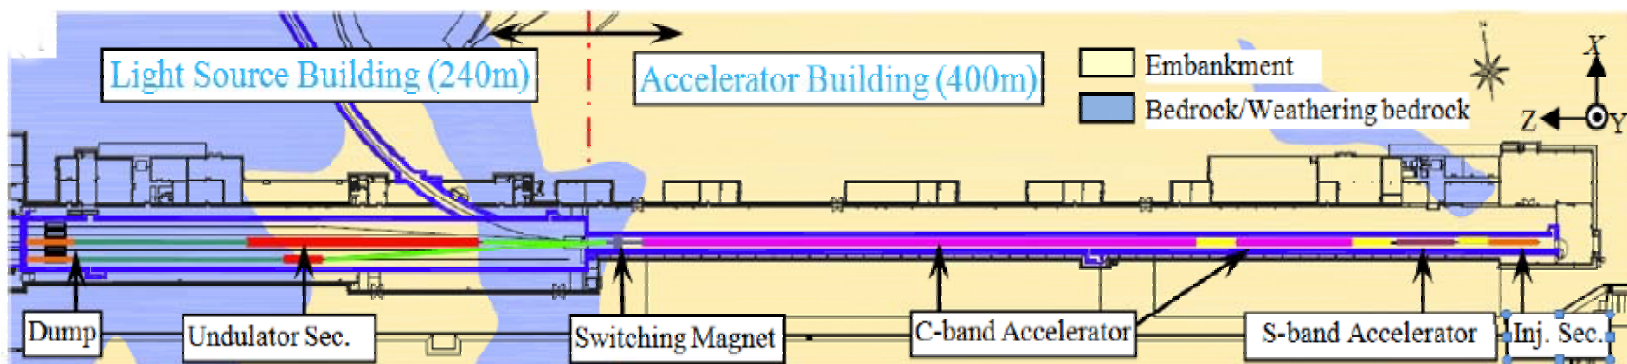 Light Source Building (240m)
Accelerator Building (400m)
Embankment
Bedrock/Weathering bedrock
X
Z
Y
Dump
Undulator Sec.
Switching Magnet
C-band Accelerator
S-band Accelerator
Inj. Sec.